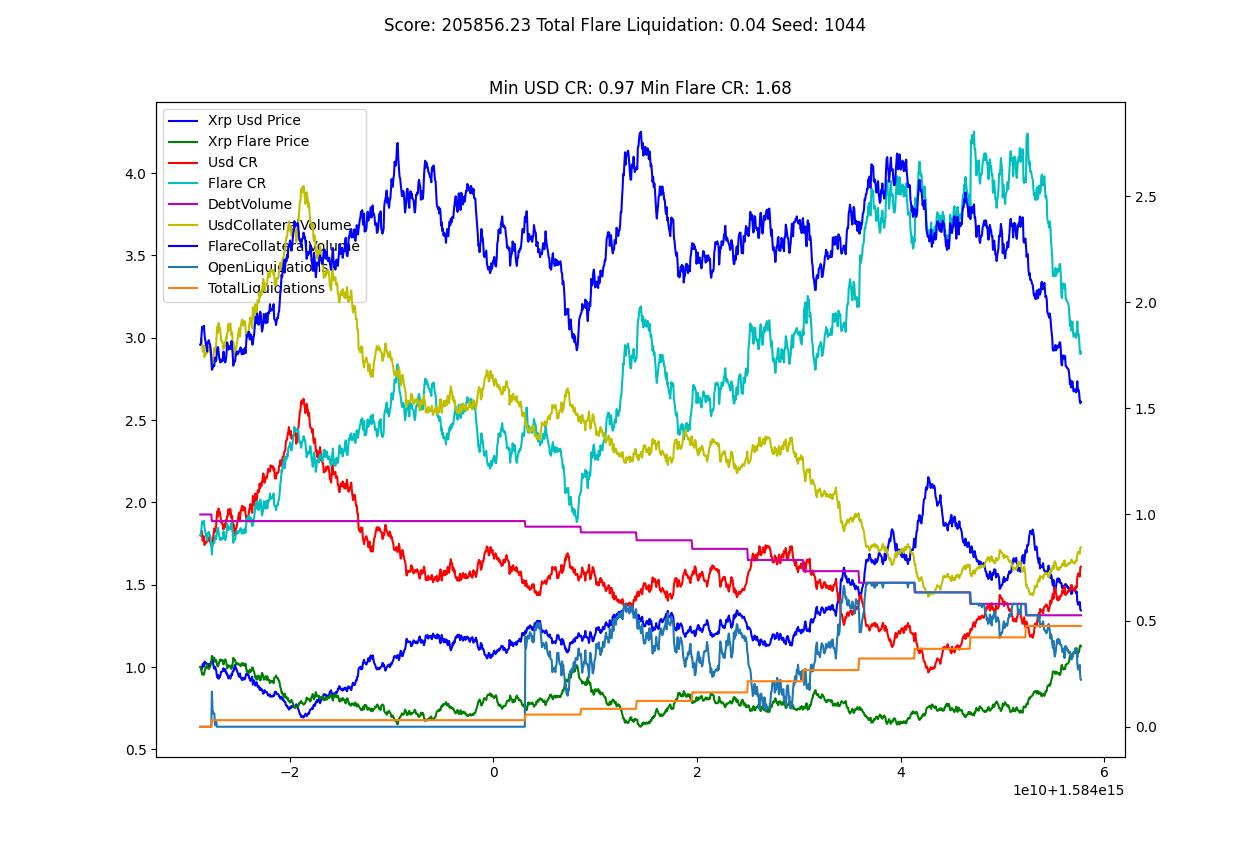 Score: 205856.23 Total Flare Liquidation: 0.04 Seed: 1044
Min USD CR: 0.97 Min Flare CR: 1.68
Xrp Usd Price
Xrp Flare Price
Usd CR
Flare CR
DebtVolume
UsdCollateralVolume
FlareCollateralVolume
OpenLiquidations
TotalLiquidations
4.0
3.5
3.0
2.5
2.0
1.5
1.0
0.5
2.5
2.0
1.5
1.0
0.5
0.0
−2
0
2
4
6
1e10+1.584e15